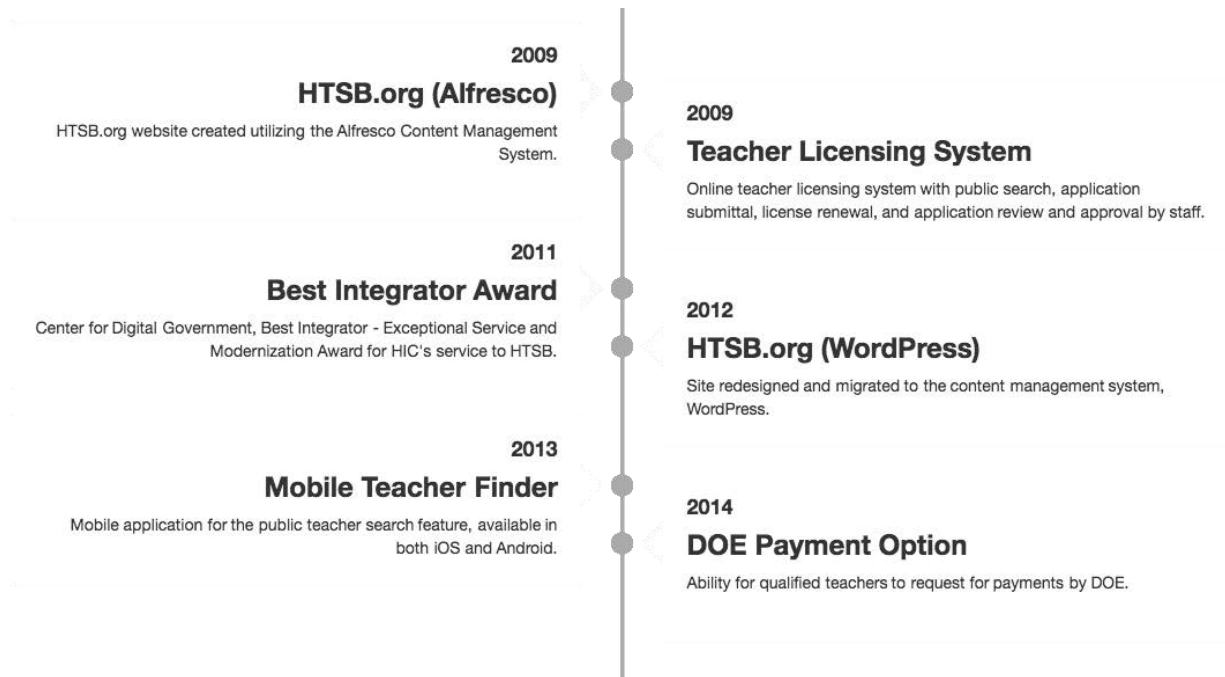 2009
HTSB.org (Alfresco)
HTSB.org website created utilizing the Alfresco Content Management
System.
2009
Teacher Licensing System
Online teacher licensing system with public search, application
submittal, license renewal, and application review and approval by staff.
2011
Best Integrator Award
Center for Digital Government, Best Integrator - Exceptional Service and
Modernization Award for HIC's service to HTSB.
2012
HTSB.org (WordPress)
Site redesigned and migrated to the content management system,
WordPress.
2013
Mobile Teacher Finder
Mobile application for the public teacher search feature, available in
both iOS and Android.
2014
DOE Payment Option
Ability for qualified teachers to request for payments by DOE.